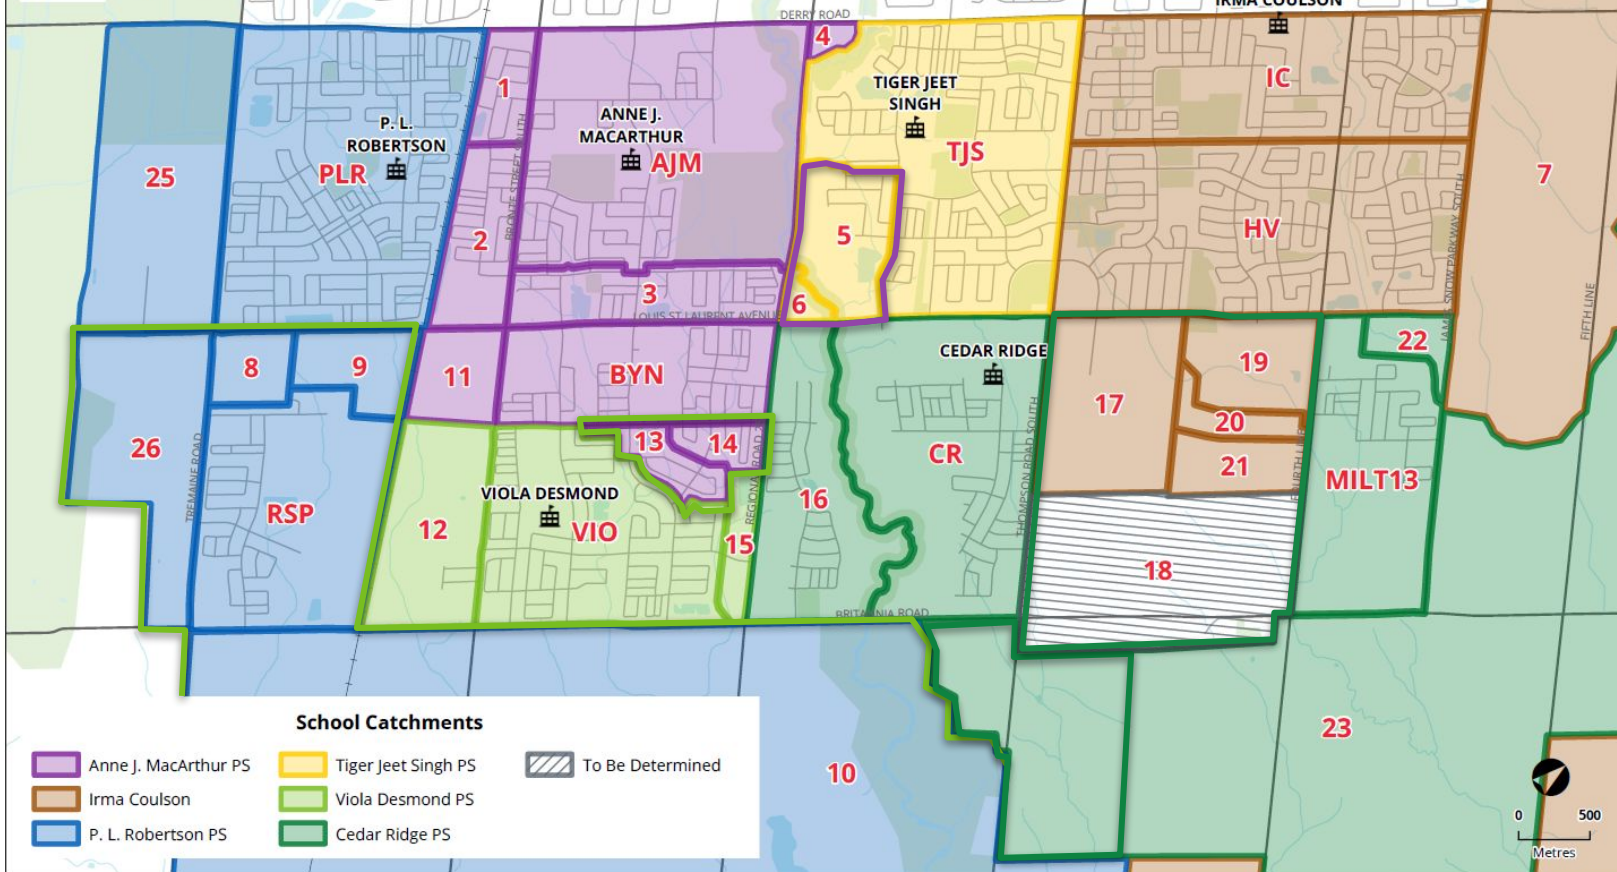 IRMA COULSON
DERRY ROAD
4
TIGER JEET
SINGH
IC
1
P. L.
ROBERTSON
ANNE J.
MACARTHUR
AJM
TJS
PLR
25
7
BRONTE STREET SOUTH
2
5
HV
JAMES SNOW PARKWAY SOUTH
3
6
LOUIS ST LAURENT AVENUE
FIFTH LINE
8
9
11
BYN
CEDAR RIDGE
22
19
17
20
21
13
14
26
TREMAINE ROAD
RSP
VIOLA DESMOND
VIO
12
REGIONAL ROAD
15
16
CR
THOMPSON ROAD SOUTH
FOURTH LINE
MILT13
18
BRITANNIA ROAD
10
23
School Catchments
Anne J. MacArthur PS
Irma Coulson
P. L. Robertson PS
Tiger Jeet Singh PS
Viola Desmond PS
Cedar Ridge PS
To Be Determined
0 500
Metres